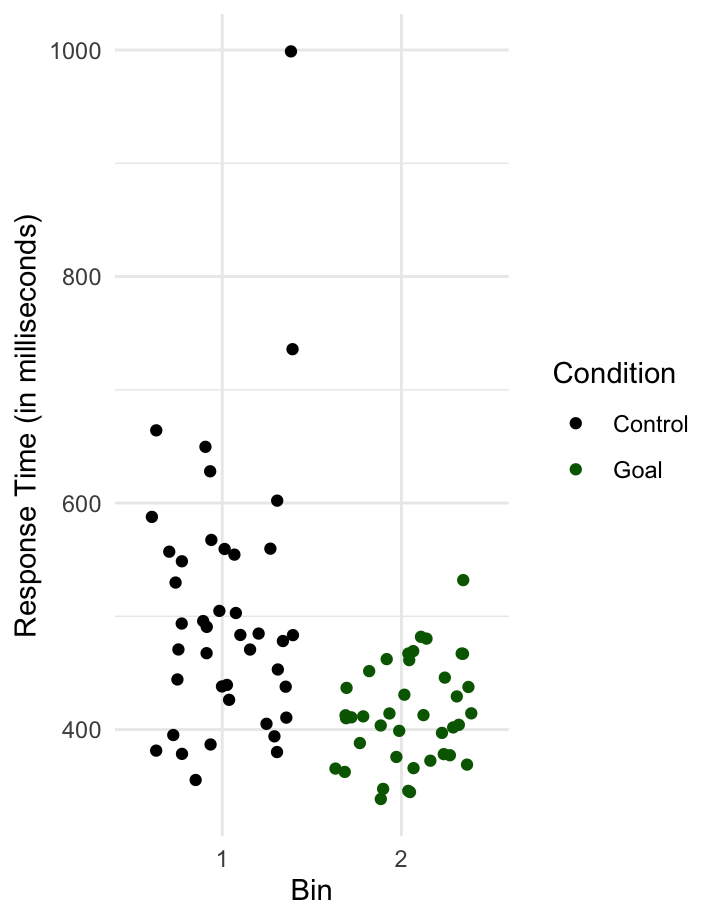 1000
800
600
400
Response Time (in milliseconds)
1
2
Bin
Condition
Control
Goal